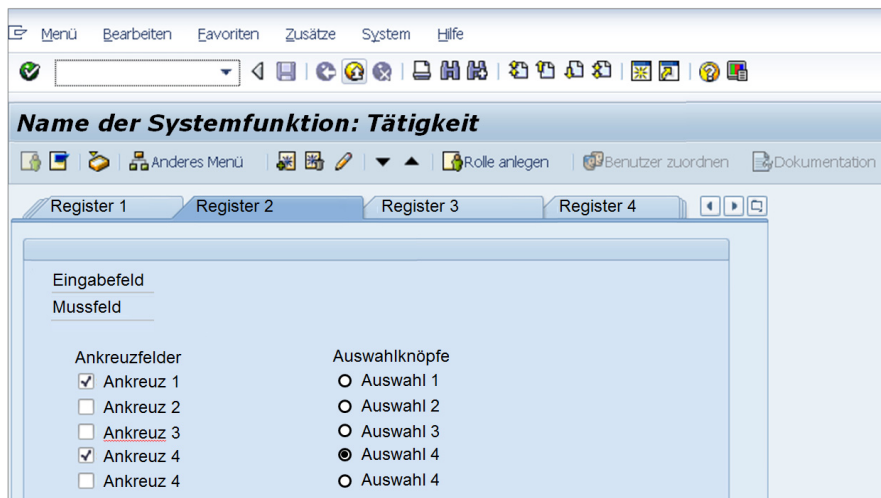 Menü Bearbeiten Favoriten Zusätze System Hilfe
Name der Systemfunktion: Tätigkeit
Anderes Menü Rolle anlegen Benutzer zuordnen Dokumentation
Register 1 Register 2 Register 3 Register 4
Eingabefeld
Mussfeld
Ankreuzfelder Auswahlknöpfe
Ankreuz 1 Auswahl 1
Ankreuz 2 Auswahl 2
Ankreuz 3 Auswahl 3
Ankreuz 4 Auswahl 4
Ankreuz 4 Auswahl 4